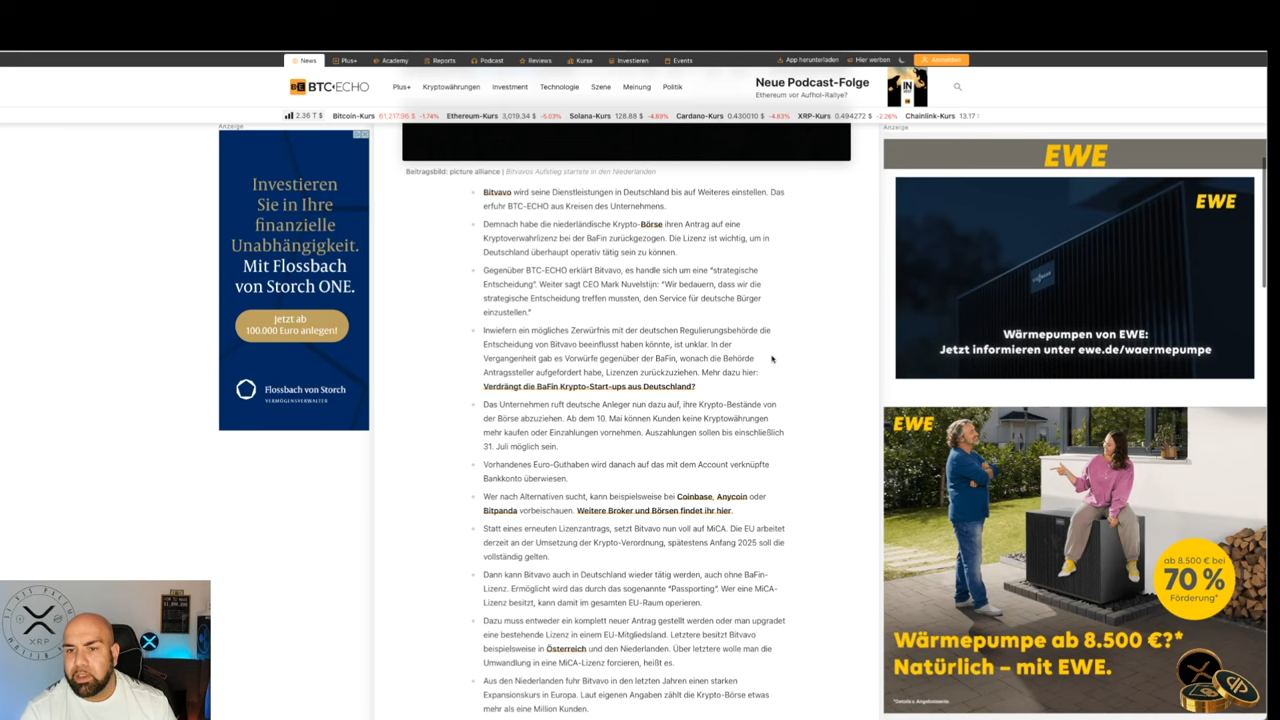 News
Plus+
Academy
Reports
Podcast
Reviews
Kurse
Investieren
Events
App herunterladen
Hier werben
Anmelden
BTC-ECHO
Plus+
Kryptowährungen
Investment
Technologie
Szene
Meinung
Politik
Neue Podcast-Folge
Ethereum vor Aufhol-Rallye?
IN
2.36 T $
Bitcoin-Kurs 61,217.96 $ -1.74%
Ethereum-Kurs 3,019.34 $ -5.03%
Solana-Kurs 128.88 $ -4.89%
Cardano-Kurs 0.430010 $ -4.63%
XRP-Kurs 0.494272 $ -2.26%
Chainlink-Kurs 13.17
Anzeige
Investieren
Sie in Ihre
finanzielle
Unabhängigkeit.
Mit Flossbach
von Storch ONE.
Jetzt ab
100.000 Euro anlegen!
Flossbach von Storch
VERMÖGENSVERWALTER
Beitragsbild: picture alliance | Bitvavos Aufstieg startete in den Niederlanden
Bitvavo wird seine Dienstleistungen in Deutschland bis auf Weiteres einstellen. Das
erfuhr BTC-ECHO aus Kreisen des Unternehmens.
Demnach habe die niederländische Krypto-Börse ihren Antrag auf eine
Kryptoverwahrlizenz bei der BaFin zurückgezogen. Die Lizenz ist wichtig, um in
Deutschland überhaupt operativ tätig sein zu können.
Gegenüber BTC-ECHO erklärt Bitvavo, es handle sich um eine "strategische
Entscheidung". Weiter sagt CEO Mark Nuvelstijn: "Wir bedauern, dass wir die
strategische Entscheidung treffen mussten, den Service für deutsche Bürger
einzustellen."
Inwiefern ein mögliches Zerwürfnis mit der deutschen Regulierungsbehörde die
Entscheidung von Bitvavo beeinflusst haben könnte, ist unklar. In der
Vergangenheit gab es Vorwürfe gegenüber der BaFin, wonach die Behörde
Antragssteller aufgefordert habe, Lizenzen zurückzuziehen. Mehr dazu hier:
Verdrängt die BaFin Krypto-Start-ups aus Deutschland?
Das Unternehmen ruft deutsche Anleger nun dazu auf, ihre Krypto-Bestände von
der Börse abzuziehen. Ab dem 10. Mai können Kunden keine Kryptowährungen
mehr kaufen oder Einzahlungen vornehmen. Auszahlungen sollen bis einschließlich
31. Juli möglich sein.
Vorhandenes Euro-Guthaben wird danach auf das mit dem Account verknüpfte
Bankkonto überwiesen.
Wer nach Alternativen sucht, kann beispielsweise bei Coinbase, Anycoin oder
Bitpanda vorbeischauen. Weitere Broker und Börsen findet ihr hier.
Statt eines erneuten Lizenzantrags, setzt Bitvavo nun voll auf MiCA. Die EU arbeitet
derzeit an der Umsetzung der Krypto-Verordnung, spätestens Anfang 2025 soll die
vollständig gelten.
Dann kann Bitvavo auch in Deutschland wieder tätig werden, auch ohne BaFin-
Lizenz. Ermöglicht wird das durch das sogenannte "Passporting". Wer eine MiCA-
Lizenz besitzt, kann damit im gesamten EU-Raum operieren.
Dazu muss entweder ein komplett neuer Antrag gestellt werden oder man upgradet
eine bestehende Lizenz in einem EU-Mitgliedsland. Letztere besitzt Bitvavo
beispielsweise in Österreich und den Niederlanden. Über letztere wolle man die
Umwandlung in eine MiCA-Lizenz forcieren, heißt es.
Aus den Niederlanden fuhr Bitvavo in den letzten Jahren einen starken
Expansionskurs in Europa. Laut eigenen Angaben zählt die Krypto-Börse etwas
mehr als eine Million Kunden.
Anzeige
EWE
EWE
Wärmepumpen von EWE:
Jetzt informieren unter ewe.de/waermepumpe
EWE
ab 8.500 € bei
70 %
Förderung*
Wärmepumpe ab 8.500 €?*
Natürlich – mit EWE.
*Details s. Angebotsseite.
XRP